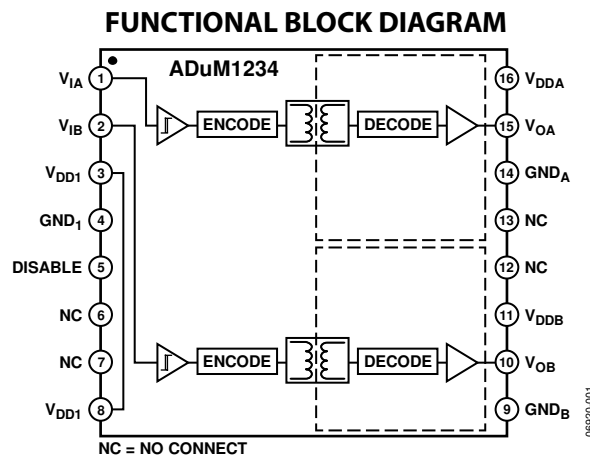 FUNCTIONAL BLOCK DIAGRAM
ADuM1234
VIA 1
VIB 2
VDD1 3
GND1 4
DISABLE 5
NC 6
NC 7
VDD1 8
ENCODE
DECODE
ENCODE
DECODE
16 VDDA
15 VOA
14 GNDA
13 NC
12 NC
11 VDDB
10 VOB
9 GNDB
NC = NO CONNECT
06920-001